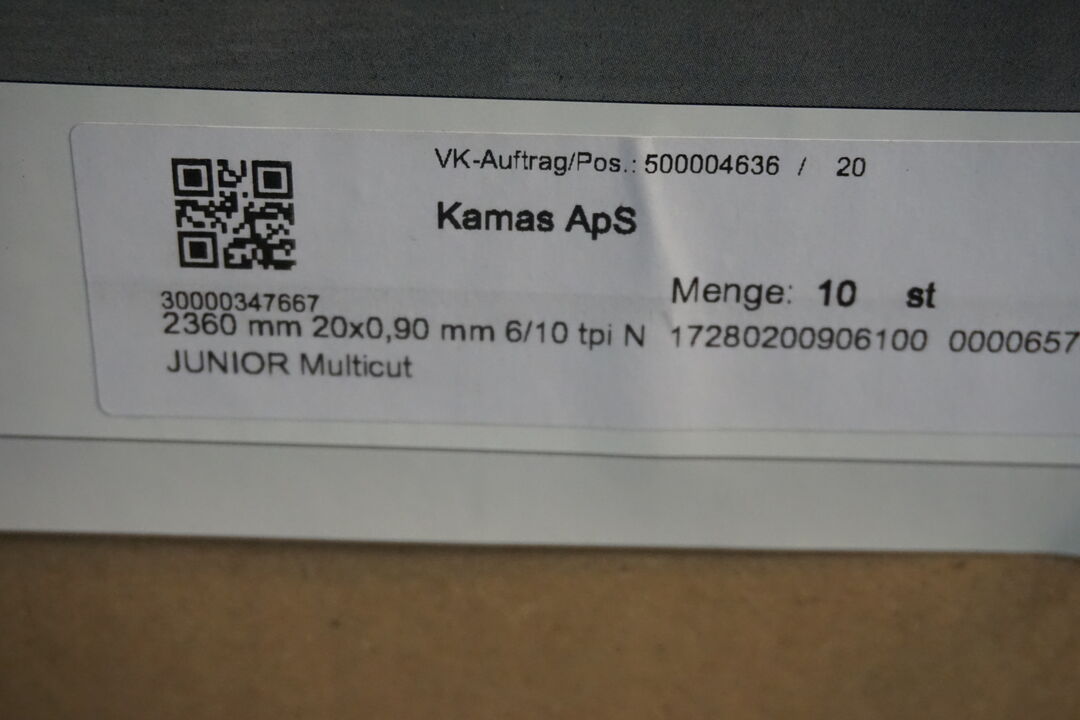 VK-Auftrag/Pos.: 500004636 / 20
Kamas ApS
Menge: 10 st
30000347667
2360 mm 20x0,90 mm 6/10 tpi N 17280200906100 0000657
JUNIOR Multicut